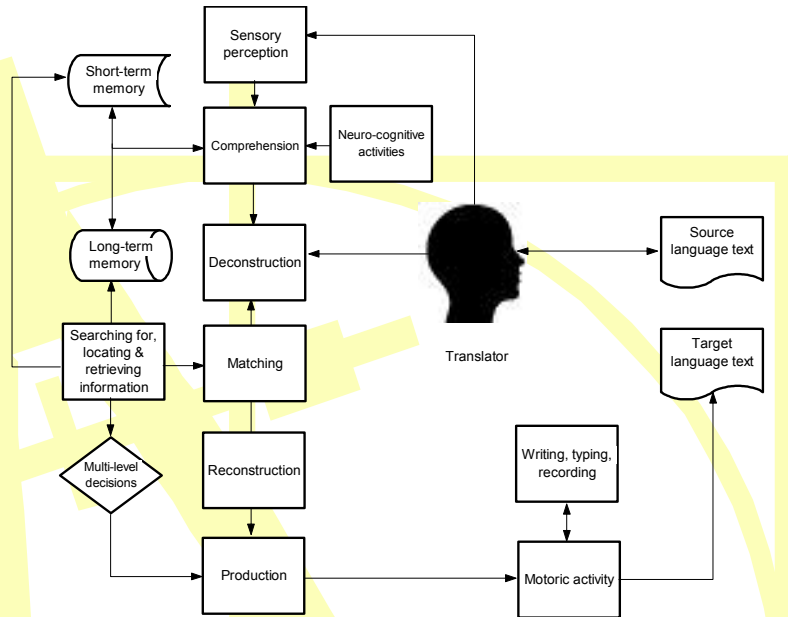 Sensory
perception
Short-term
memory
Comprehension
Neuro-cognitive
activities
Long-term
memory
Deconstruction
Source
language text
Searching for,
locating &
retrieving
information
Matching
Translator
Target
language text
Multi-level
decisions
Reconstruction
Writing, typing,
recording
Production
Motoric activity